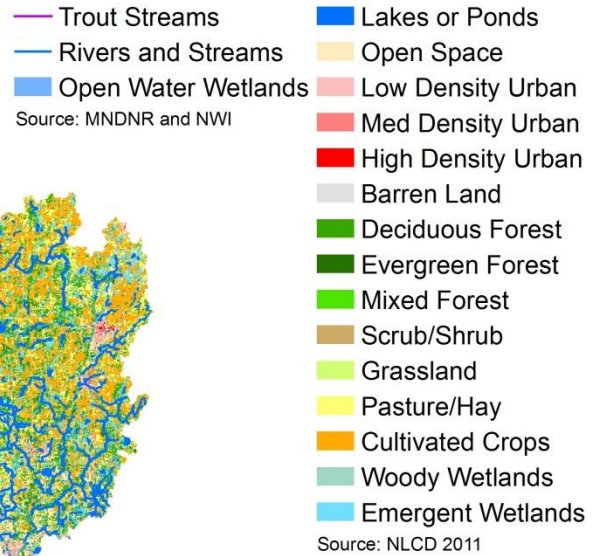 Trout Streams
Rivers and Streams
Open Water Wetlands
Source: MNDNR and NWI
Lakes or Ponds
Open Space
Low Density Urban
Med Density Urban
High Density Urban
Barren Land
Deciduous Forest
Evergreen Forest
Mixed Forest
Scrub/Shrub
Grassland
Pasture/Hay
Cultivated Crops
Woody Wetlands
Emergent Wetlands
Source: NLCD 2011